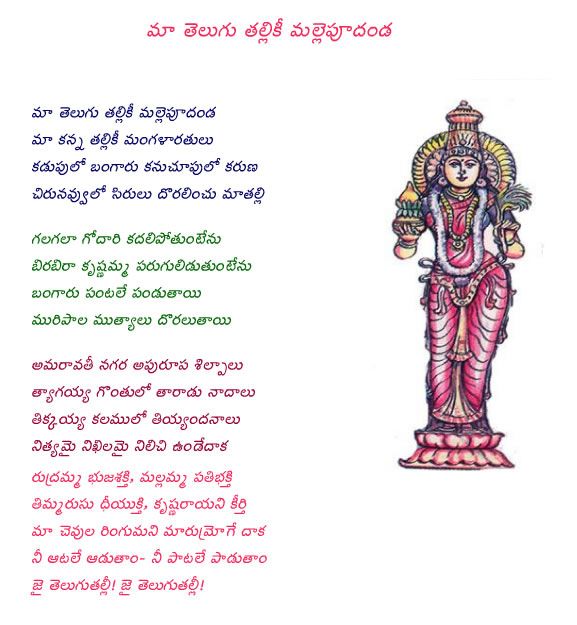 మా తెలుగు తల్లికీ మల్లెపూదండ
మా తెలుగు తల్లికీ మల్లెపూదండ
మా కన్న తల్లికీ మంగళారతులు
కడుపులో బంగారు కనుచూపులో కరుణ
చిరునవ్వులో సిరులు దొరలించు మాతల్లి
గలగలా గోదారి కదలిపోతుంటేను
బిరబిరా కృష్ణమ్మ పరుగులిడుతుంటేను
బంగారు పంటలే పండుతాయి
మురిపాల ముత్యాలు దొరలుతాయి
అమరావతీ నగర అపురూప శిల్పాలు
త్యాగయ్య గొంతులో తారాడు నాదాలు
తిక్కయ్య కలములో తియ్యందనాలు
నిత్యమై నిఖిలమై నిలిచి ఉండేదాక
రుద్రమ్మ భుజశక్తి, మల్లమ్మ పతిభక్తి
తిమ్మరుసు ధీయుక్తి, కృష్ణరాయని కీర్తి
మా చెవుల రింగుమని మారుమ్రోగే దాక
నీ ఆటలే ఆడుతాం- నీ పాటలే పాడుతాం
జై తెలుగుతల్లీ! జై తెలుగుతల్లీ!